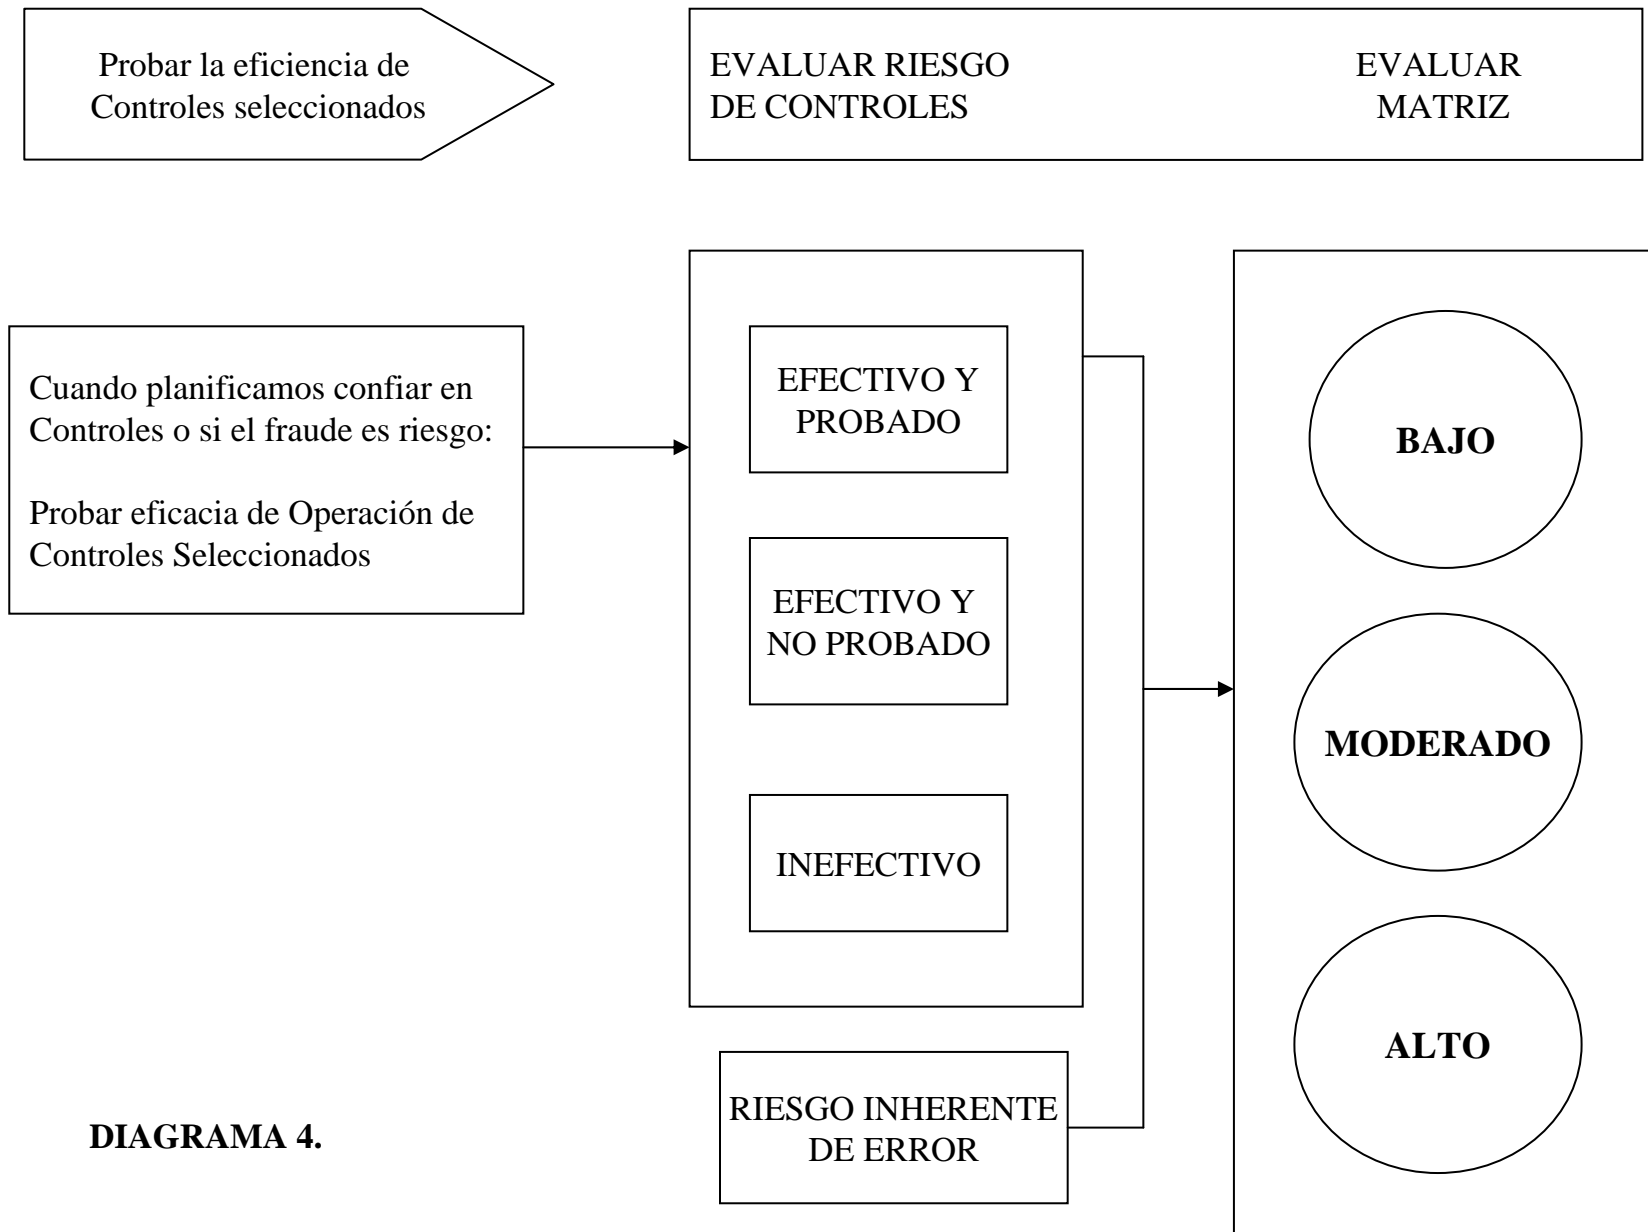 Probar la eficiencia de
Controles seleccionados
EVALUAR RIESGO
DE CONTROLES
EVALUAR
MATRIZ
Cuando planificamos confiar en
Controles o si el fraude es riesgo:
Probar eficacia de Operación de
Controles Seleccionados
EFECTIVO Y
PROBADO
EFECTIVO Y
NO PROBADO
INEFECTIVO
RIESGO INHERENTE
DE ERROR
BAJO
MODERADO
ALTO
DIAGRAMA 4.